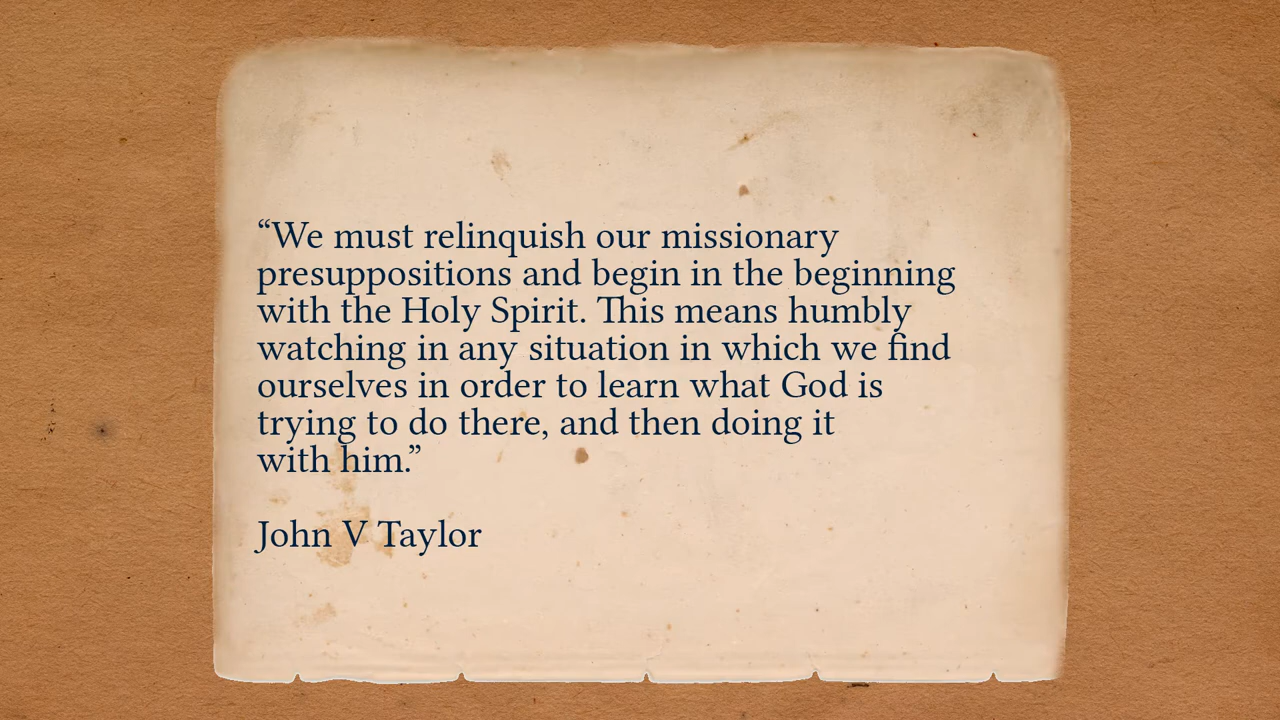 “We must relinquish our missionary
presuppositions and begin in the beginning
with the Holy Spirit. This means humbly
watching in any situation in which we find
ourselves in order to learn what God is
trying to do there, and then doing it
with him.”
John V Taylor